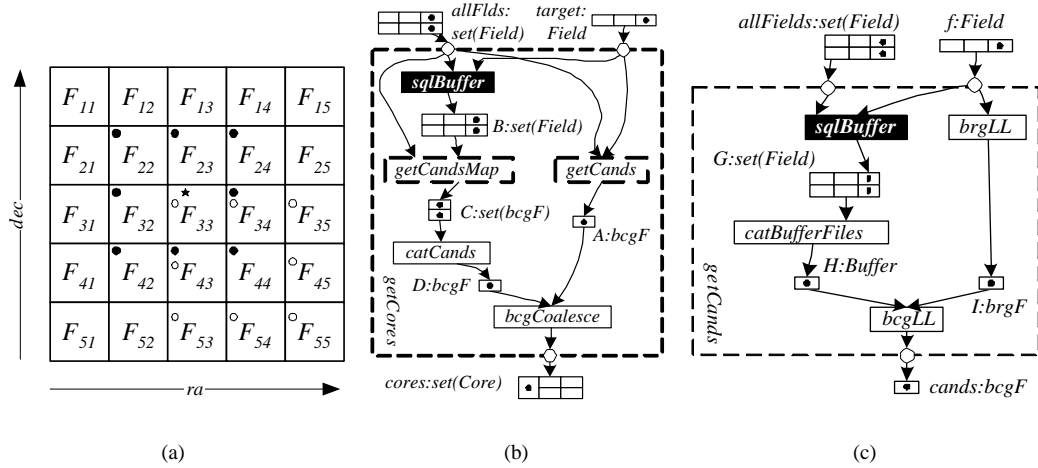 F11 F12 F13 F14 F15
F21 F22 F23 F24 F25
F31 F32 F33 F34 F35
F41 F42 F43 F44 F45
F51 F52 F53 F54 F55
dec
ra
(a)
allFlds:
set(Field)
target:
Field
sqlBuffer
B:set(Field)
getCandsMap
getCands
C:set(bcgF)
A:bcgF
catCands
D:bcgF
getCores
bcgCoalesce
cores:set(Core)
(b)
allFields:set(Field)
f:Field
sqlBuffer
brgLL
G:set(Field)
catBufferFiles
H:Buffer
I:brgF
getCands
bcgLL
cands:bcgF
(c)